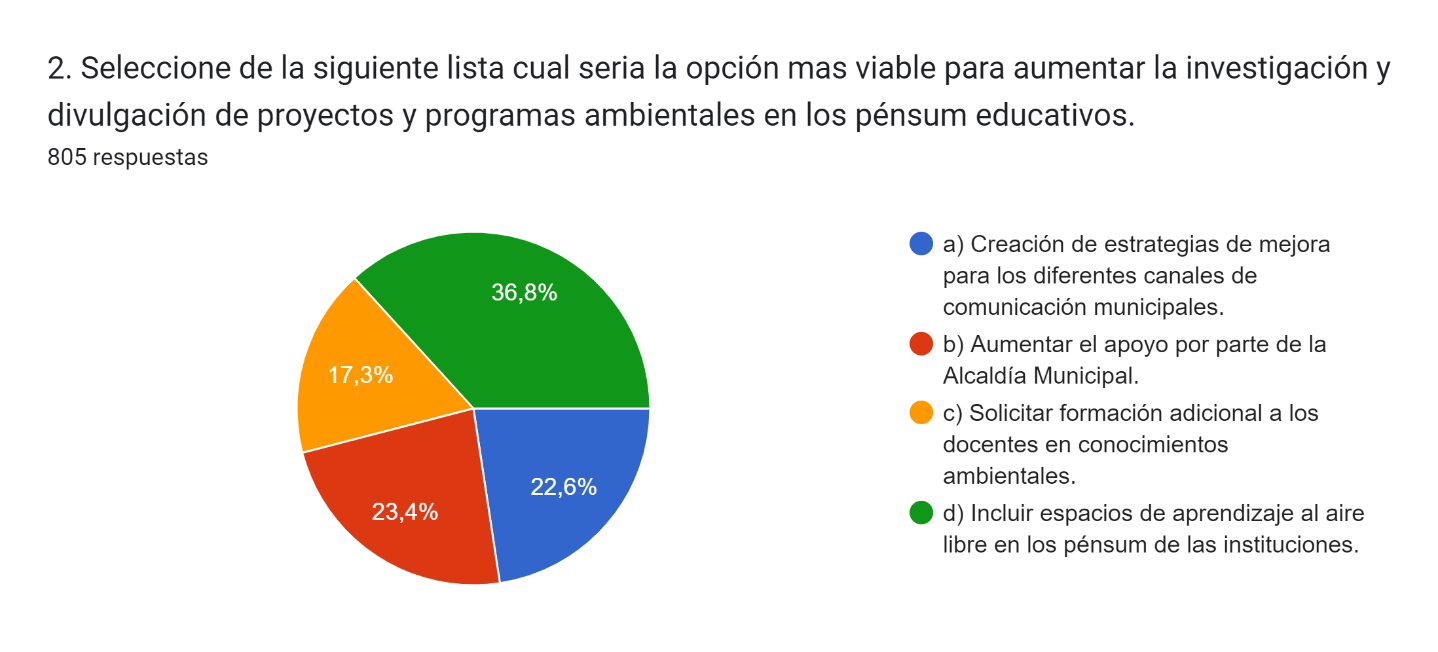 2. Seleccione de la siguiente lista cual seria la opción mas viable para aumentar la investigación y
divulgación de proyectos y programas ambientales en los pénsum educativos.
805 respuestas
36,8%
17,3%
23,4%
22,6%
a) Creación de estrategias de mejora
para los diferentes canales de
comunicación municipales.
b) Aumentar el apoyo por parte de la
Alcaldía Municipal.
c) Solicitar formación adicional a los
docentes en conocimientos
ambientales.
d) Incluir espacios de aprendizaje al aire
libre en los pénsum de las instituciones.